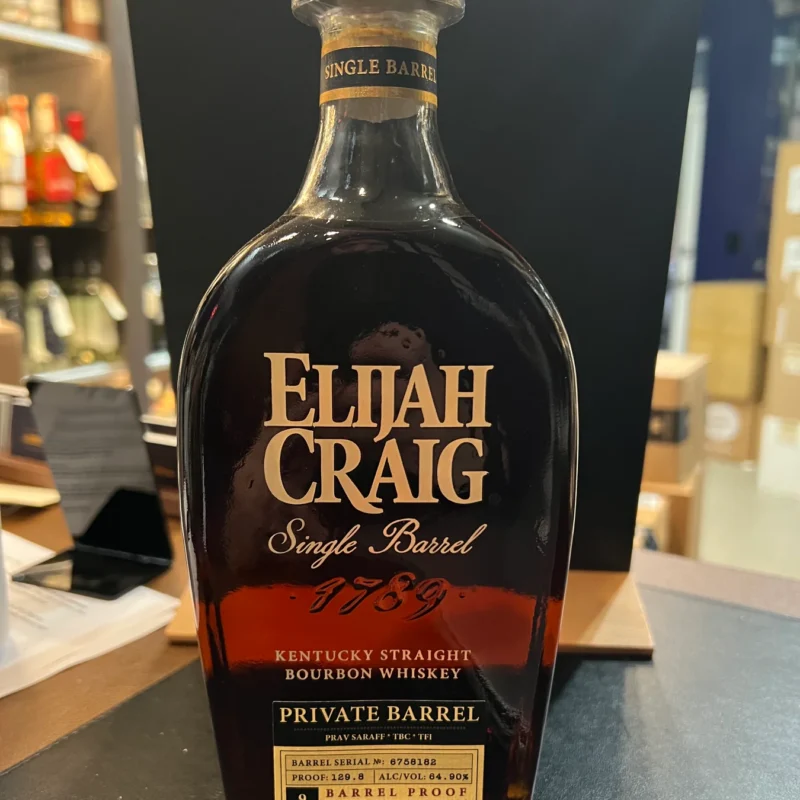 SINGLE BARREL
ELIJAH
CRAIG
Single Barrel
· 1789 ·
KENTUCKY STRAIGHT
BOURBON WHISKEY
PRIVATE BARREL
PRAV SARAFF * TBC * TFI
BARREL SERIAL №: 6758182
PROOF: 129.8 ALC/VOL: 64.90%
9 BARREL PROOF